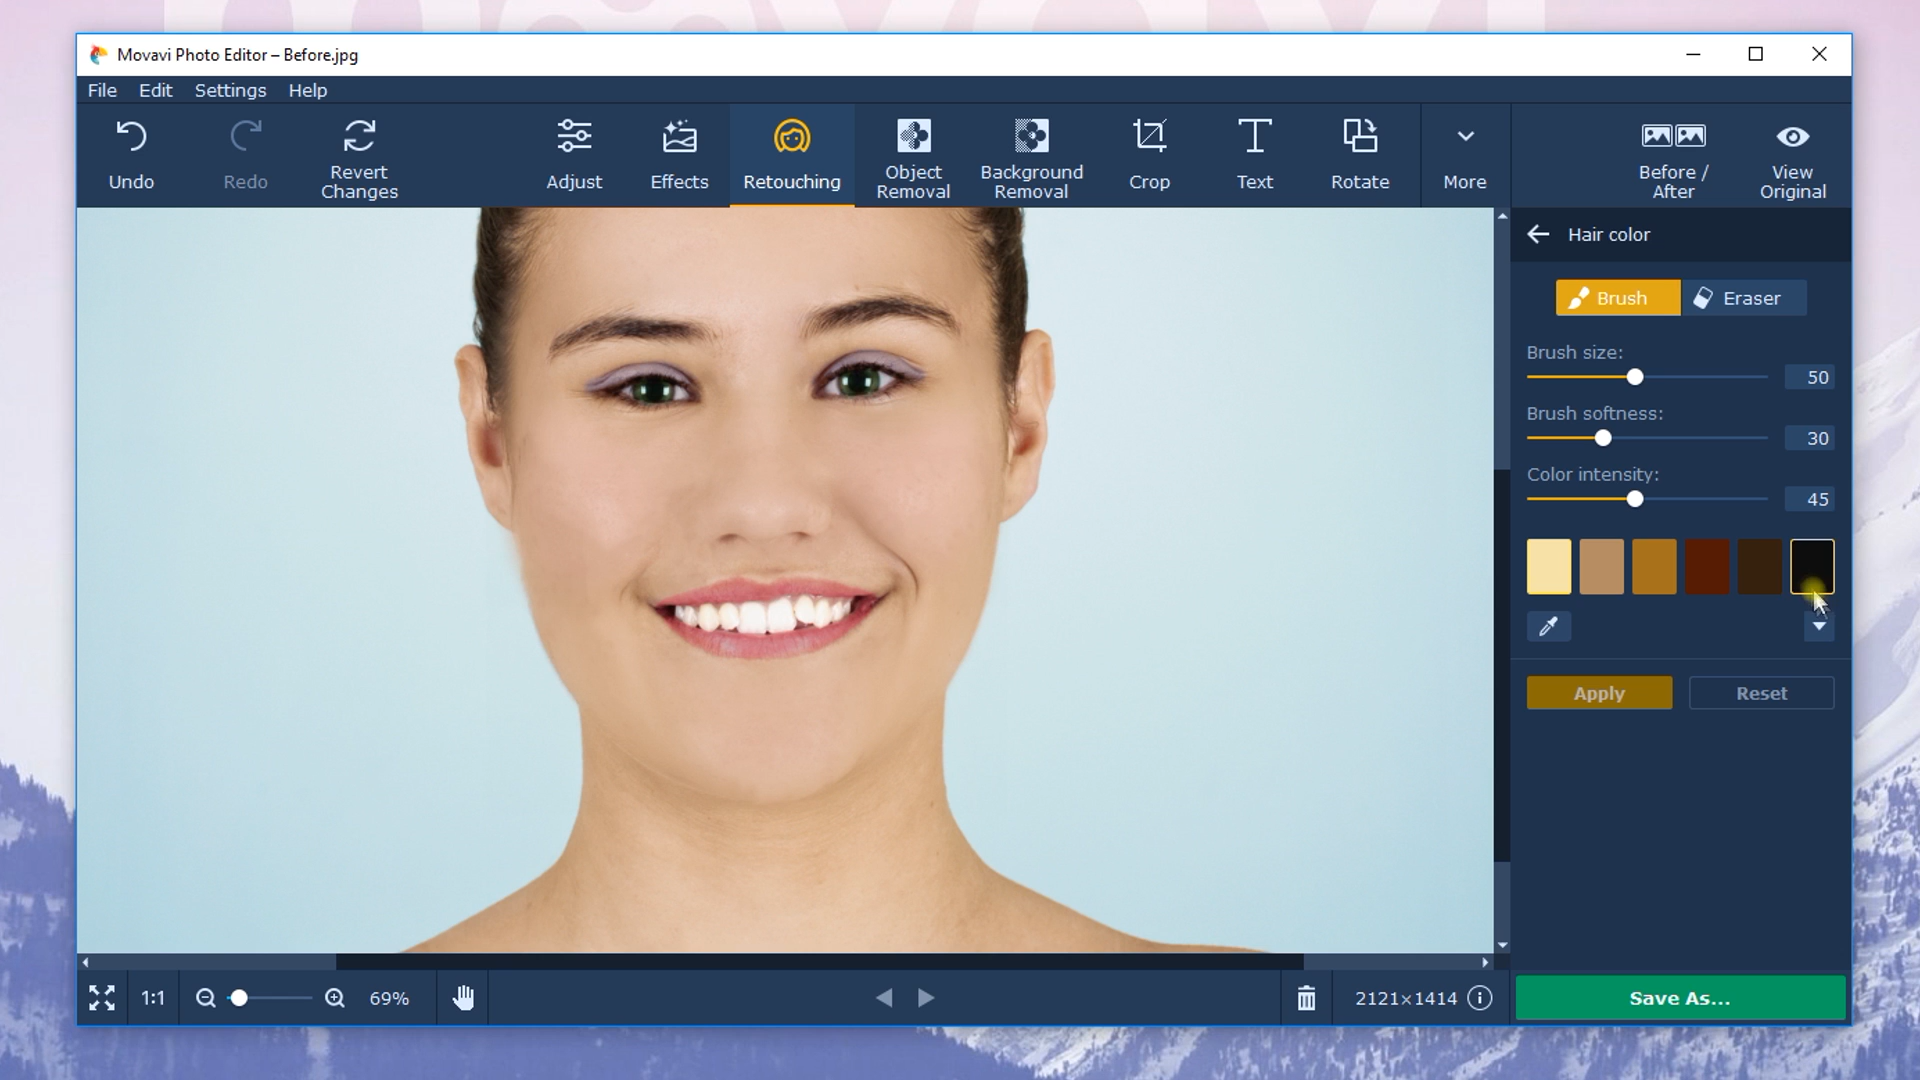 Movavi Photo Editor – Before.jpg
File Edit Settings Help
Undo
Redo
Revert
Changes
Adjust
Effects
Retouching
Object
Removal
Background
Removal
Crop
Text
Rotate
More
Before /
After
View
Original
Hair color
Brush
Eraser
Brush size:
50
Brush softness:
30
Color intensity:
45
Apply
Reset
1:1
69%
2121×1414
Save As...